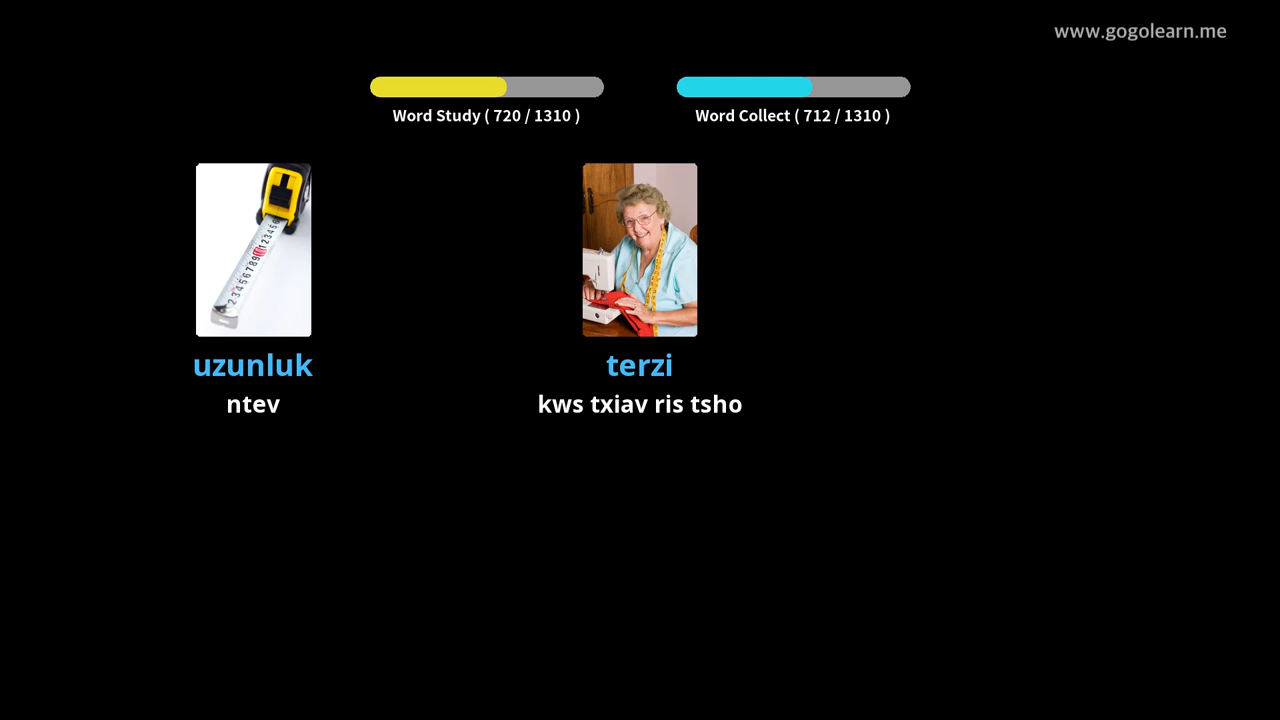 www.gogolearn.me
Word Study ( 720 / 1310 )
Word Collect ( 712 / 1310 )
uzunluk
ntev
terzi
kws txiav ris tsho